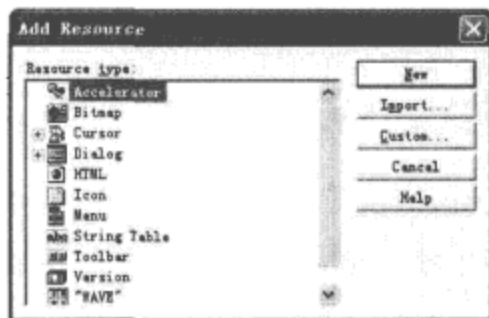 Add Resource
Resource type:
Accelerator
Bitmap
Cursor
Dialog
HTML
Icon
Menu
abc String Table
Toolbar
Version
"WAVE"
New
Import...
Custom...
Cancel
Help